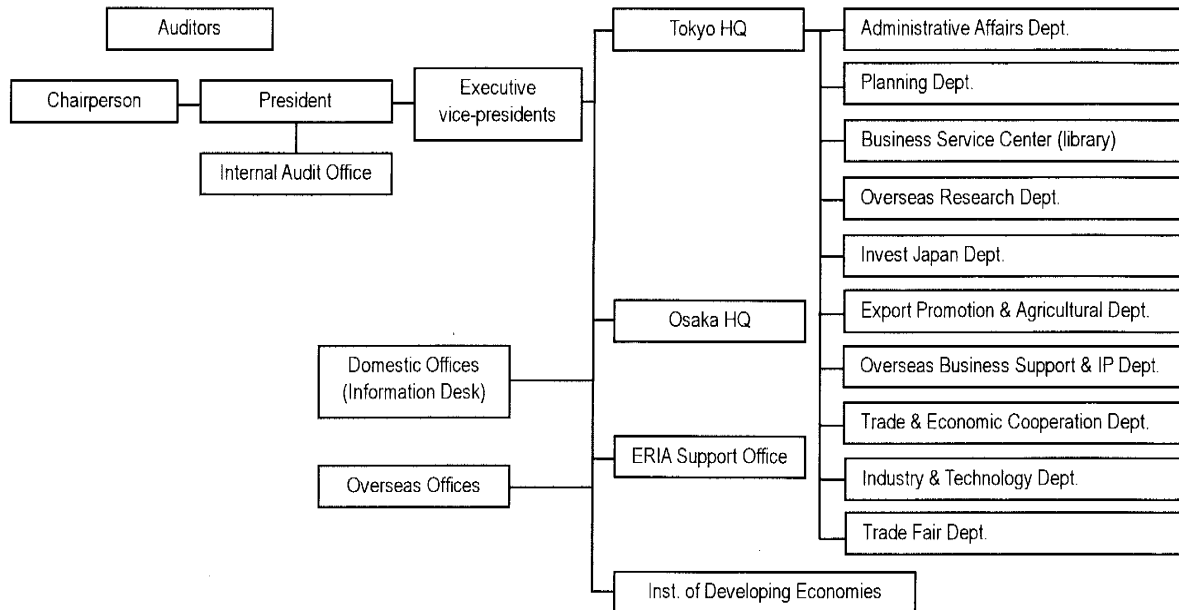 Auditors
Chairperson
President
Executive
vice-presidents
Internal Audit Office
Domestic Offices
(Information Desk)
Overseas Offices
Tokyo HQ
Osaka HQ
ERIA Support Office
Inst. of Developing Economies
Administrative Affairs Dept.
Planning Dept.
Business Service Center (library)
Overseas Research Dept.
Invest Japan Dept.
Export Promotion & Agricultural Dept.
Overseas Business Support & IP Dept.
Trade & Economic Cooperation Dept.
Industry & Technology Dept.
Trade Fair Dept.